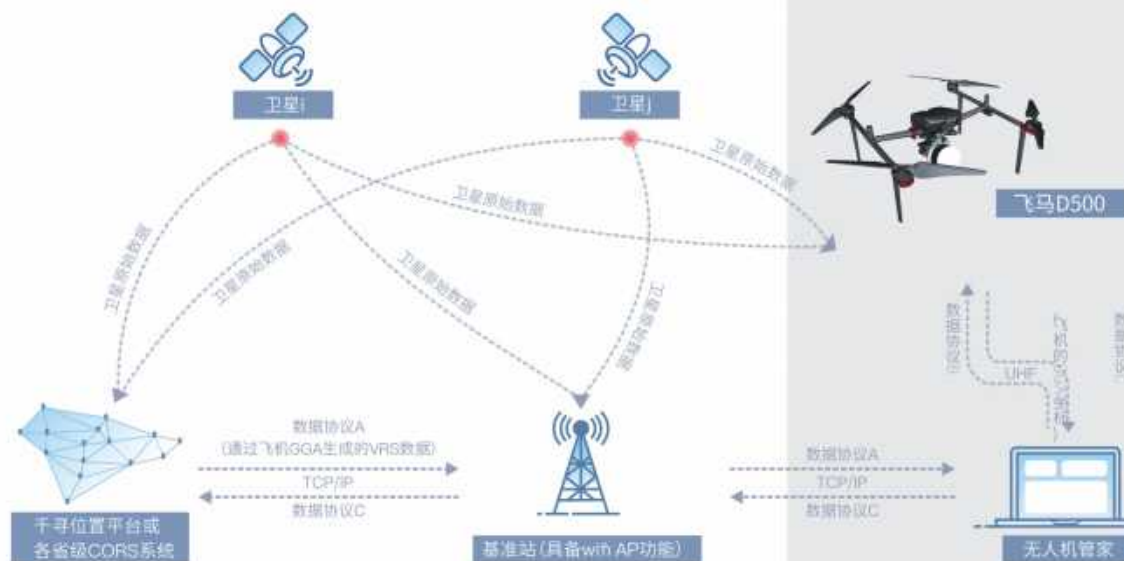 卫星i
卫星j
卫星原始数据
飞马D500
卫星原始数据
卫星原始数据
卫星原始数据
卫星原始数据
卫星原始数据
UHF
数据协议A
(通过飞机GGA生成的VRS数据)
TCP/IP
数据协议C
数据协议A
TCP/IP
数据协议C
千寻位置平台或
各省级CORS系统
基准站(具备wifi AP功能)
无人机管家